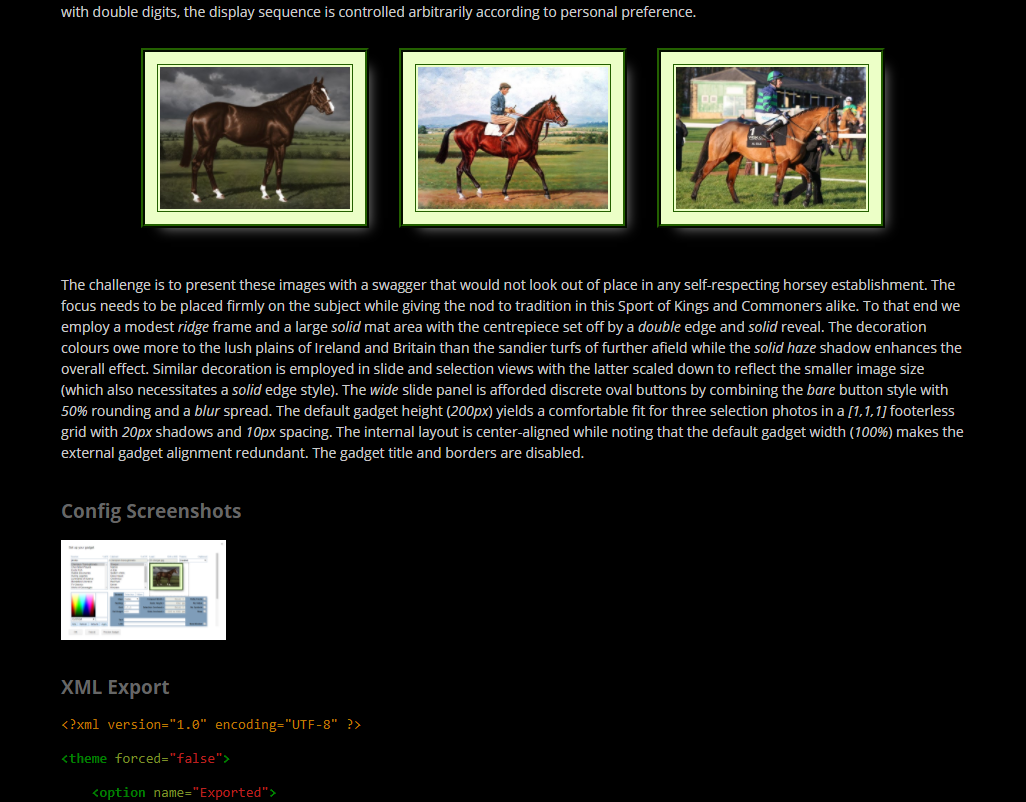 with double digits, the display sequence is controlled arbitrarily according to personal preference.
1
The challenge is to present these images with a swagger that would not look out of place in any self-respecting horsey establishment. The
focus needs to be placed firmly on the subject while giving the nod to tradition in this Sport of Kings and Commoners alike. To that end we
employ a modest ridge frame and a large solid mat area with the centrepiece set off by a double edge and solid reveal. The decoration
colours owe more to the lush plains of Ireland and Britain than the sandier turfs of further afield while the solid haze shadow enhances the
overall effect. Similar decoration is employed in slide and selection views with the latter scaled down to reflect the smaller image size
(which also necessitates a solid edge style). The wide slide panel is afforded discrete oval buttons by combining the bare button style with
50% rounding and a blur spread. The default gadget height (200px) yields a comfortable fit for three selection photos in a [1,1,1] footerless
grid with 20px shadows and 10px spacing. The internal layout is center-aligned while noting that the default gadget width (100%) makes the
external gadget alignment redundant. The gadget title and borders are disabled.
Config Screenshots
XML Export
<?xml version="1.0" encoding="UTF-8" ?>
<theme forced="false">
<option name="Exported">